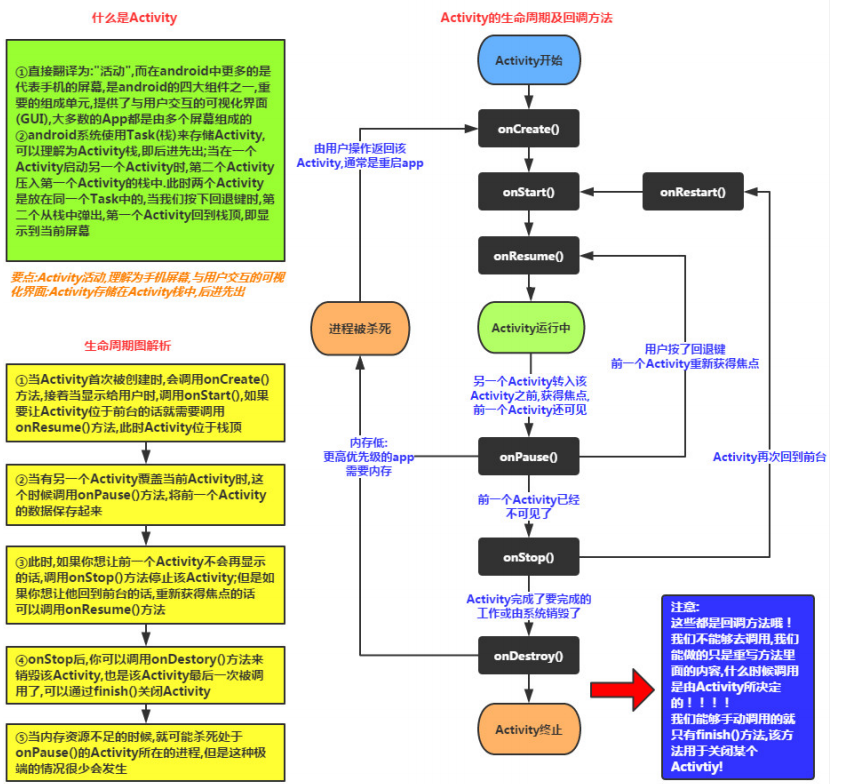 什么是Activity
①直接翻译为:"活动",而在android中更多的是
代表手机的屏幕,是android的四大组件之一,重
要的组成单元,提供了与用户交互的可视化界面
(GUI),大多数的App都是由多个屏幕组成的
②android系统使用Task(栈)来存储Activity,
可以理解为Activity栈,即后进先出;当在一个
Activity启动另一个Activity时,第二个Activity
压入第一个Activity的栈中.此时两个Activity
是放在同一个Task中的,当我们按下回退键时,第
二个从栈中弹出,第一个Activity回到栈顶,即显
示到当前屏幕
要点:Activity活动,理解为手机屏幕,与用户交互的可视
化界面;Activity存储在Activity栈中,后进先出
生命周期图解析
①当Activity首次被创建时,会调用onCreate()
方法,接着当显示给用户时,调用onStart(),如果
要让Activity位于前台的话就需要调用
onResume()方法,此时Activity位于栈顶
②当有另一个Activity覆盖当前Activity时,这
个时候调用onPause()方法,将前一个Activity
的数据保存起来
③此时,如果你想让前一个Activity不会再显示
的话,调用onStop()方法停止该Activity;但是如
果你想让他回到前台的话,重新获得焦点的话
可以调用onResume()方法
④onStop后,你可以调用onDestory()方法来
销毁该Activity,也是该Activity最后一次被调
用了,可以通过finish()关闭Activity
⑤当内存资源不足的时候,就可能杀死处于
onPause()的Activity所在的进程,但是这种极
端的情况很少会发生
Activity的生命周期及回调方法
Activity开始
onCreate()
由用户操作返回该
Activity,通常是重启app
onStart()
onRestart()
onResume()
进程被杀死
Activity运行中
用户按了回退键
前一个Activity重新获得焦点
另一个Activity转入该
Activity之前,获得焦点,
前一个Activity还可见
内存低:
更高优先级的app
需要内存
onPause()
Activity再次回到前台
前一个Activity已经
不可见了
onStop()
Activity完成了要完成的
工作或由系统销毁了
onDestroy()
Activity终止
注意:
这些都是回调方法哦！
我们不能够去调用,我们
能做的只是重写方法里
面的内容,什么时候调用
是由Activity所决定
的！！！！
我们能够手动调用的就
只有finish()方法,该方
法用于关闭某个
Activtiy!